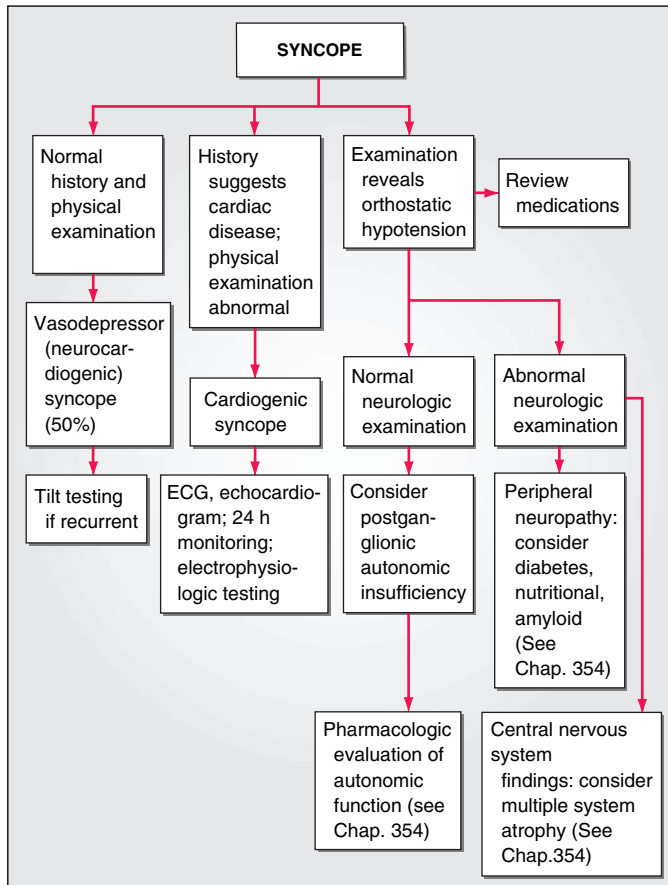 SYNCOPE
Normal
history and
physical
examination
History
suggests
cardiac
disease;
physical
examination
abnormal
Examination
reveals
orthostatic
hypotension
Review
medications
Vasodepressor
(neurocar-
diogenic)
syncope
(50%)
Cardiogenic
syncope
Normal
neurologic
examination
Abnormal
neurologic
examination
Tilt testing
if recurrent
ECG, echocardio-
gram; 24 h
monitoring;
electrophysio-
logic testing
Consider
postgan-
glionic
autonomic
insufficiency
Peripheral
neuropathy:
consider
diabetes,
nutritional,
amyloid
(See
Chap. 354)
Pharmacologic
evaluation of
autonomic
function (see
Chap. 354)
Central nervous
system
findings: consider
multiple system
atrophy (See
Chap.354)